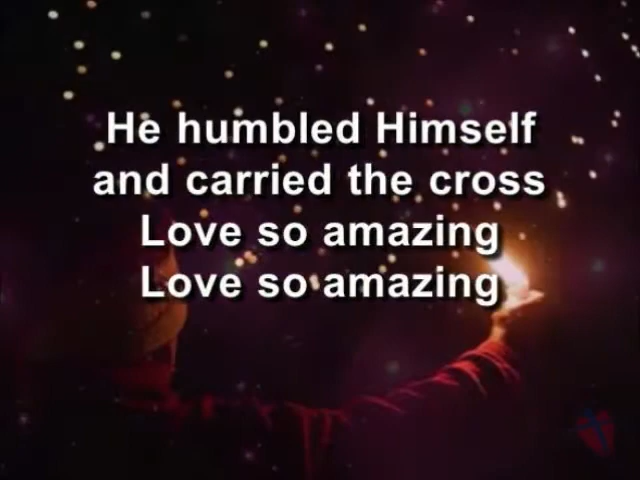 He humbled Himself
and carried the cross
Love so amazing
Love so amazing